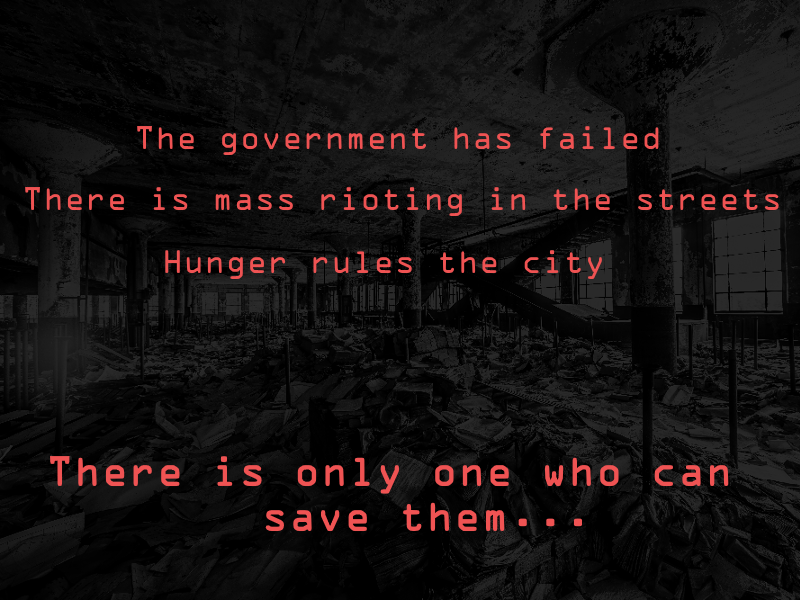 The government has failed
There is mass rioting in the streets
Hunger rules the city
There is only one who can
save them...